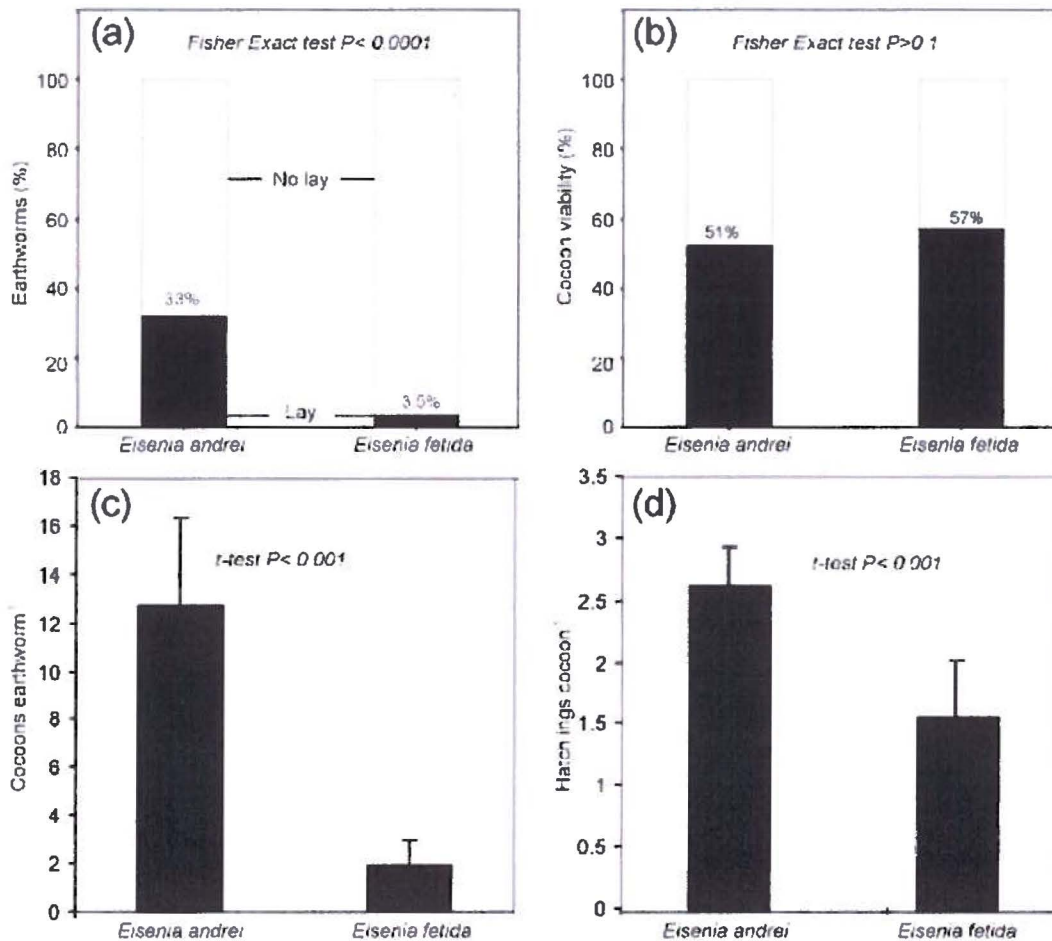 (a)
Fisher Exact test P< 0.0001
Earthworms (%)
100
80
60
40
20
0
No lay
33%
Lay
3.5%
Eisenia andrei
Eisenia fetida
(b)
Fisher Exact test P>0.1
Cocoon viability (%)
100
80
60
40
20
0
51%
57%
Eisenia andrei
Eisenia fetida
(c)
t-test P< 0.001
Cocoons earthworm
18
16
14
12
10
8
6
4
2
0
Eisenia andrei
Eisenia fetida
(d)
t-test P< 0.001
Hatchlings cocoon
3.5
3
2.5
2
1.5
1
0.5
0
Eisenia andrei
Eisenia fetida